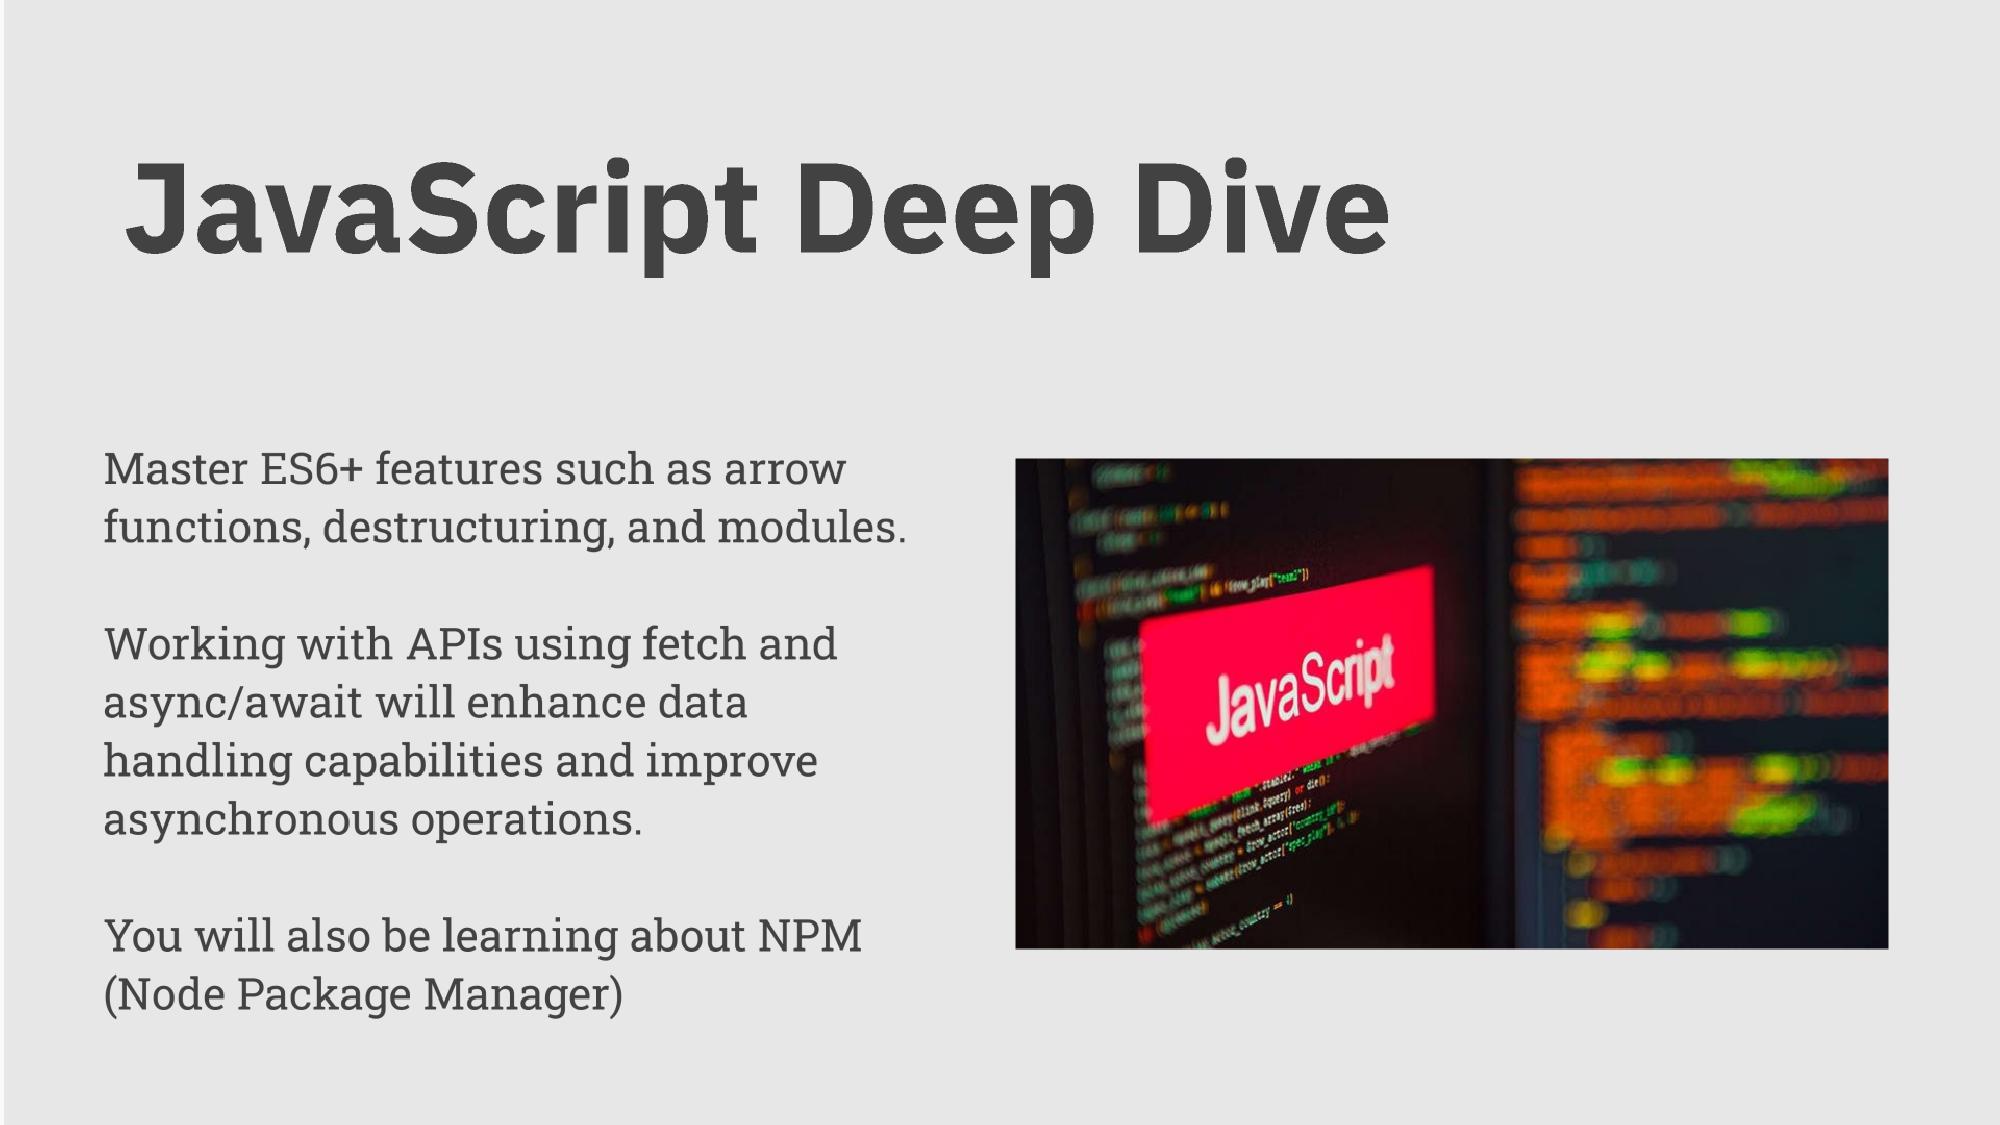 JavaScript Deep Dive
Master ES6+ features such as arrow
functions, destructuring, and modules.
Working with APIs using fetch and
async/await will enhance data
handling capabilities and improve
asynchronous operations.
You will also be learning about NPM
(Node Package Manager)
JavaScript